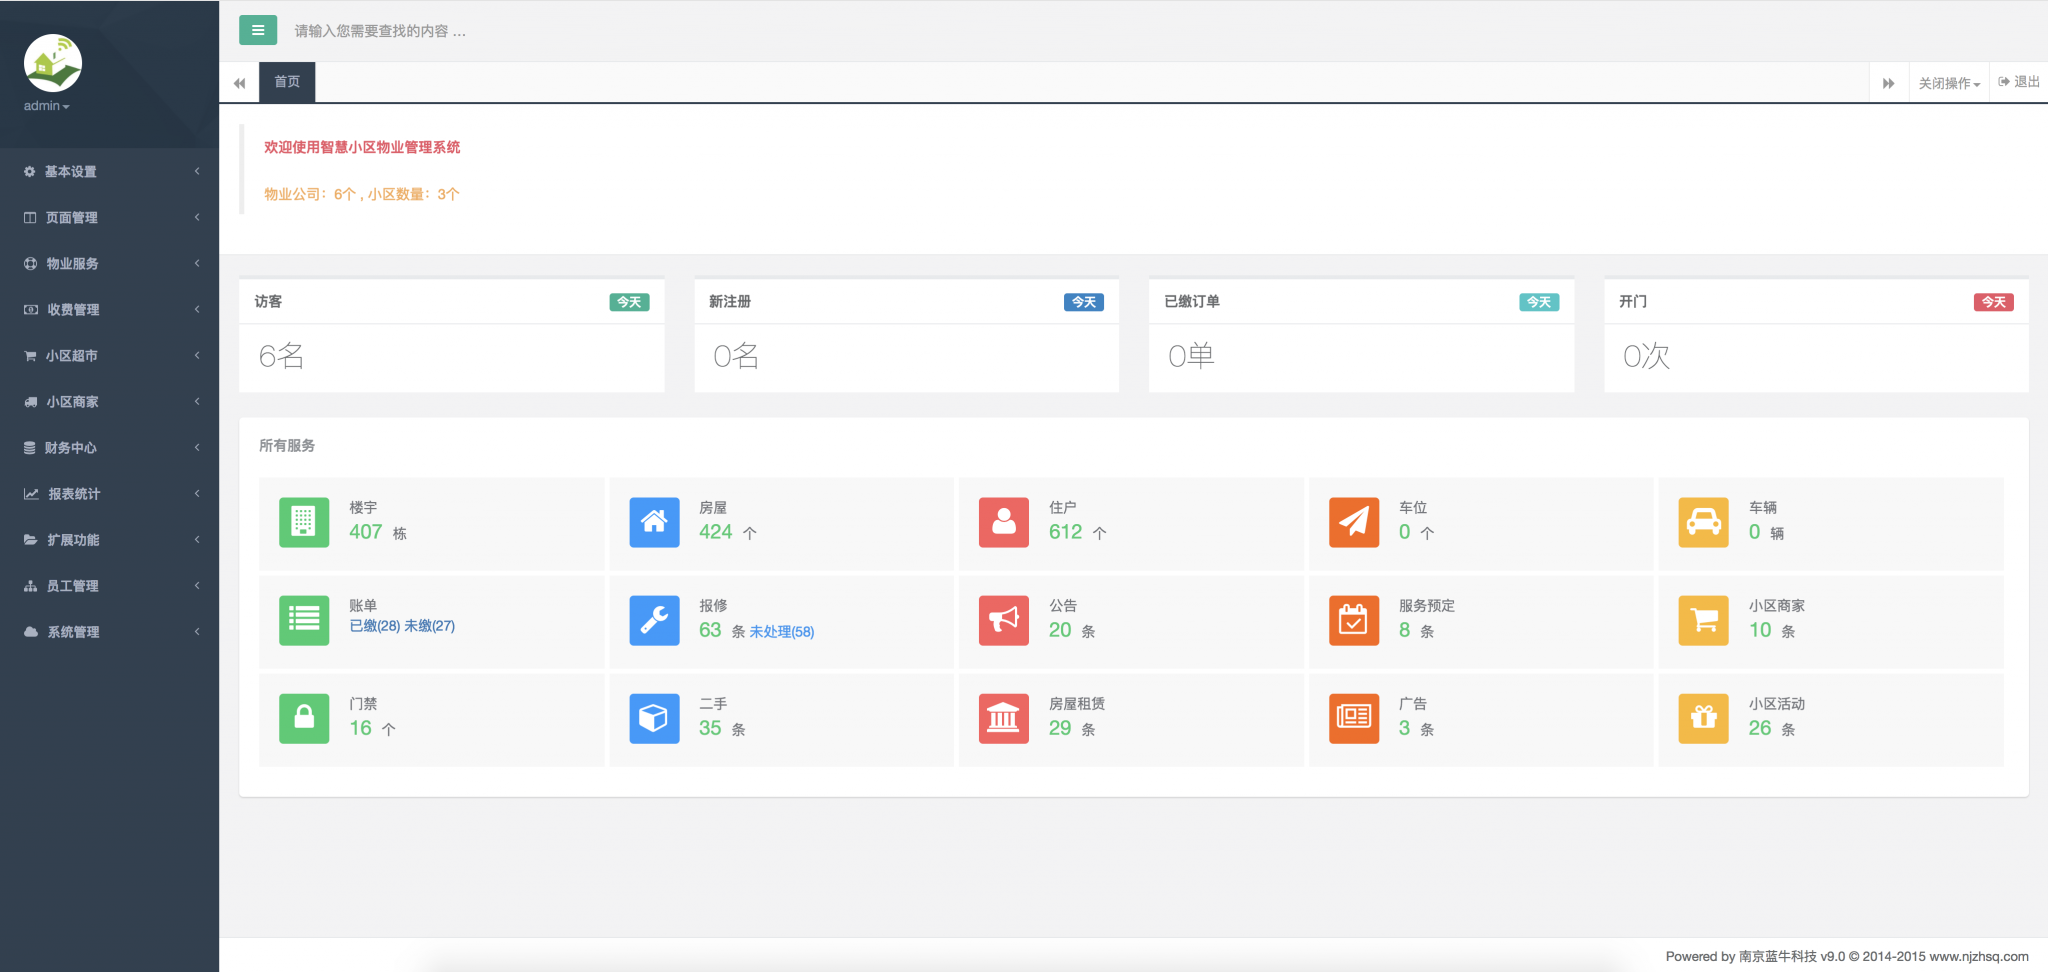 请输入您需要查找的内容 ...
首页
关闭操作
退出
admin
基本设置
页面管理
物业服务
收费管理
小区超市
小区商家
财务中心
报表统计
扩展功能
员工管理
系统管理
欢迎使用智慧小区物业管理系统
物业公司：6个 , 小区数量：3个
访客 今天
6名
新注册 今天
0名
已缴订单 今天
0单
开门 今天
0次
所有服务
楼宇
407 栋
房屋
424 个
住户
612 个
车位
0 个
车辆
0 辆
账单
已缴(28) 未缴(27)
报修
63 条 未处理(58)
公告
20 条
服务预定
8 条
小区商家
10 条
门禁
16 个
二手
35 条
房屋租赁
29 条
广告
3 条
小区活动
26 条
Powered by 南京蓝牛科技 v9.0 © 2014-2015 www.njzhsq.com